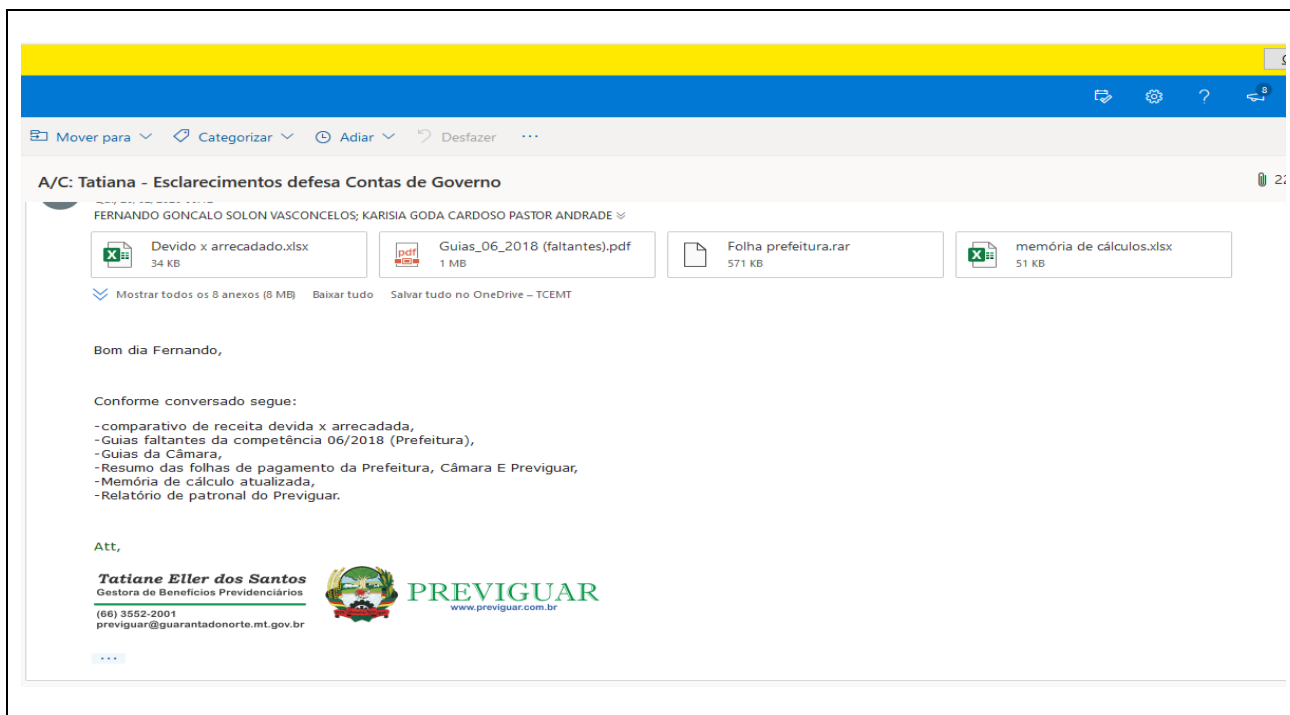 8
Mover para Categorizar Adiar Desfazer ...
A/C: Tatiana - Esclarecimentos defesa Contas de Governo
FERNANDO GONCALO SOLON VASCONCELOS; KARISIA GODA CARDOSO PASTOR ANDRADE
Devido x arrecadado.xlsx
34 KB
Guias_06_2018 (faltantes).pdf
1 MB
Folha prefeitura.rar
571 KB
memória de cálculos.xlsx
51 KB
Mostrar todos os 8 anexos (8 MB) Baixar tudo Salvar tudo no OneDrive – TCEMT
Bom dia Fernando,
Conforme conversado segue:
-comparativo de receita devida x arrecadada,
-Guias faltantes da competência 06/2018 (Prefeitura),
-Guias da Câmara,
-Resumo das folhas de pagamento da Prefeitura, Câmara E Previguar,
-Memória de cálculo atualizada,
-Relatório de patronal do Previguar.
Att,
Tatiane Eller dos Santos
Gestora de Benefícios Previdenciários
(66) 3552-2001
previguar@guarantadonorte.mt.gov.br
PREVIGUAR
www.previguar.com.br
...